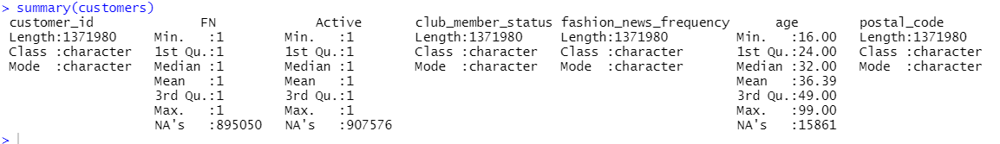 > summary(customers)
customer_id FN Active club_member_status fashion_news_frequency age postal_code
Length:1371980 Min. :1 Min. :1 Length:1371980 Length:1371980 Min. :16.00 Length:1371980
Class :character 1st Qu.:1 1st Qu.:1 Class :character Class :character 1st Qu.:24.00 Class :character
Mode :character Median :1 Median :1 Mode :character Mode :character Median :32.00 Mode :character
Mean :1 Mean :1 Mean :36.39
3rd Qu.:1 3rd Qu.:1 3rd Qu.:49.00
Max. :1 Max. :1 Max. :99.00
NA's :895050 NA's :907576 NA's :15861
>